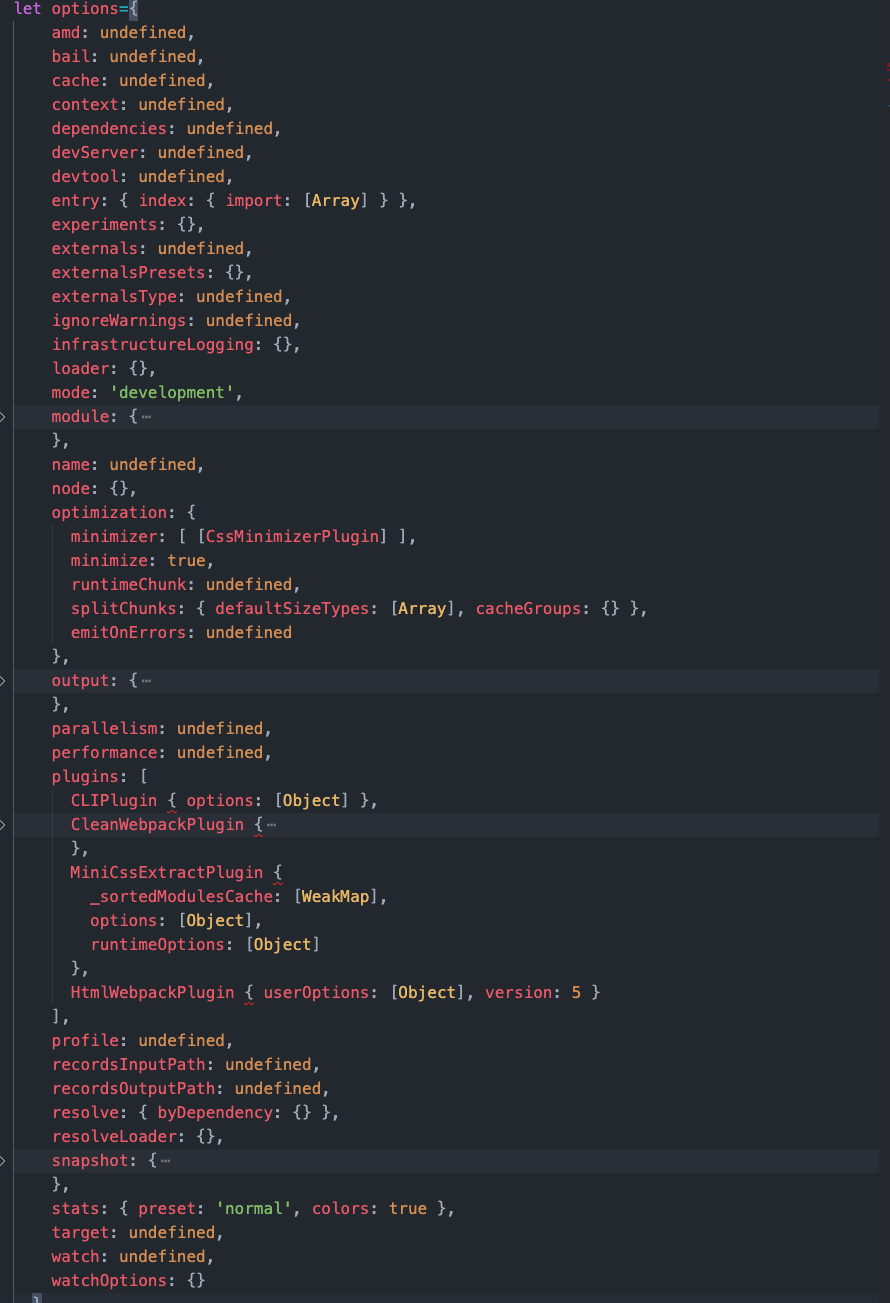 let options={
amd: undefined,
bail: undefined,
cache: undefined,
context: undefined,
dependencies: undefined,
devServer: undefined,
devtool: undefined,
entry: { index: { import: [Array] } },
experiments: {},
externals: undefined,
externalsPresets: {},
externalsType: undefined,
ignoreWarnings: undefined,
infrastructureLogging: {},
loader: {},
mode: 'development',
module: {⋯
},
name: undefined,
node: {},
optimization: {
minimizer: [ [CssMinimizerPlugin] ],
minimize: true,
runtimeChunk: undefined,
splitChunks: { defaultSizeTypes: [Array], cacheGroups: {} },
emitOnErrors: undefined
},
output: {⋯
},
parallelism: undefined,
performance: undefined,
plugins: [
CLIPlugin { options: [Object] },
CleanWebpackPlugin {⋯
},
MiniCssExtractPlugin {
_sortedModulesCache: [WeakMap],
options: [Object],
runtimeOptions: [Object]
},
HtmlWebpackPlugin { userOptions: [Object], version: 5 }
],
profile: undefined,
recordsInputPath: undefined,
recordsOutputPath: undefined,
resolve: { byDependency: {} },
resolveLoader: {},
snapshot: {⋯
},
stats: { preset: 'normal', colors: true },
target: undefined,
watch: undefined,
watchOptions: {}
}